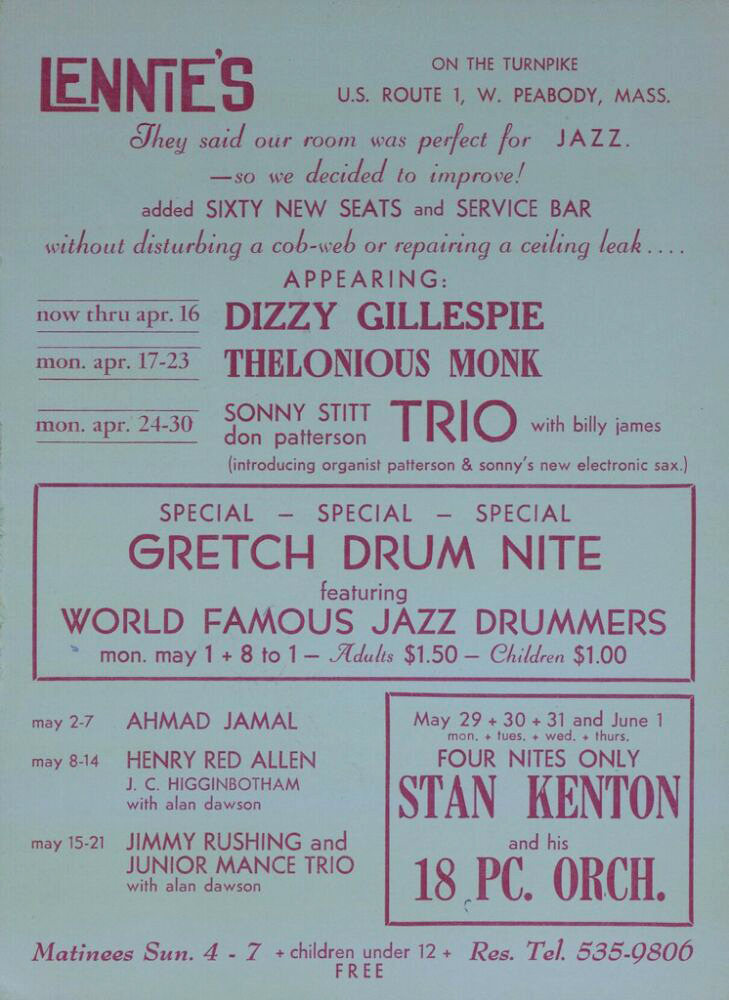 LENNIE'S
ON THE TURNPIKE
U.S. ROUTE 1, W. PEABODY, MASS.
They said our room was perfect for JAZZ.
—so we decided to improve!
added SIXTY NEW SEATS and SERVICE BAR
without disturbing a cob-web or repairing a ceiling leak....
APPEARING:
now thru apr. 16 DIZZY GILLESPIE
mon. apr. 17-23 THELONIOUS MONK
mon. apr. 24-30 SONNY STITT don patterson TRIO with billy james
(introducing organist patterson & sonny's new electronic sax.)
SPECIAL — SPECIAL — SPECIAL
GRETCH DRUM NITE
featuring
WORLD FAMOUS JAZZ DRUMMERS
mon. may 1 + 8 to 1 — Adults $1.50 — Children $1.00
may 2-7 AHMAD JAMAL
may 8-14 HENRY RED ALLEN
J. C. HIGGINBOTHAM
with alan dawson
may 15-21 JIMMY RUSHING and
JUNIOR MANCE TRIO
with alan dawson
May 29 + 30 + 31 and June 1
mon. + tues. + wed. + thurs.
FOUR NITES ONLY
STAN KENTON
and his
18 PC. ORCH.
Matinees Sun. 4 - 7 + children under 12 + Res. Tel. 535-9806
FREE